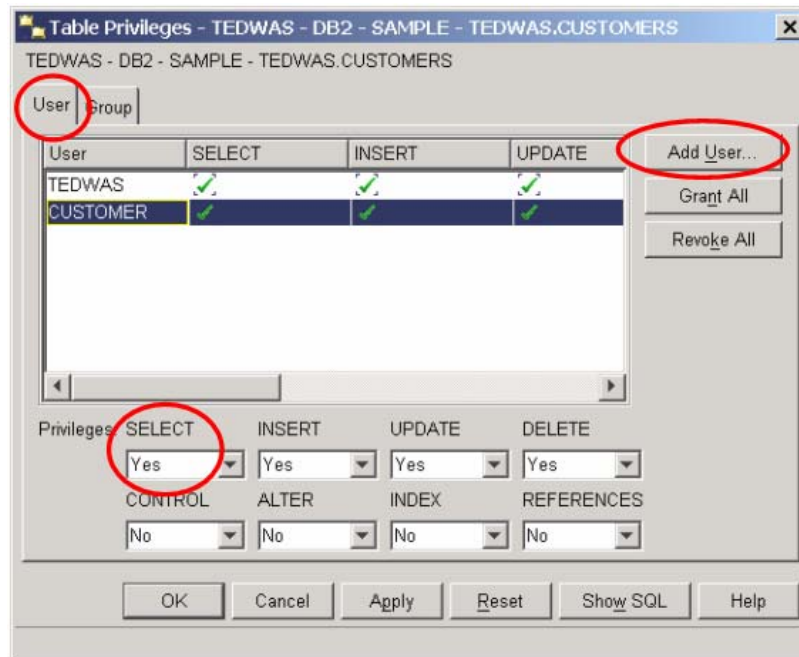 Table Privileges - TEDWAS - DB2 - SAMPLE - TEDWAS.CUSTOMERS
TEDWAS - DB2 - SAMPLE - TEDWAS.CUSTOMERS
User Group
User SELECT INSERT UPDATE
TEDWAS
CUSTOMER
Add User...
Grant All
Revoke All
Privileges: SELECT INSERT UPDATE DELETE
Yes Yes Yes Yes
CONTROL ALTER INDEX REFERENCES
No No No No
OK Cancel Apply Reset Show SQL Help